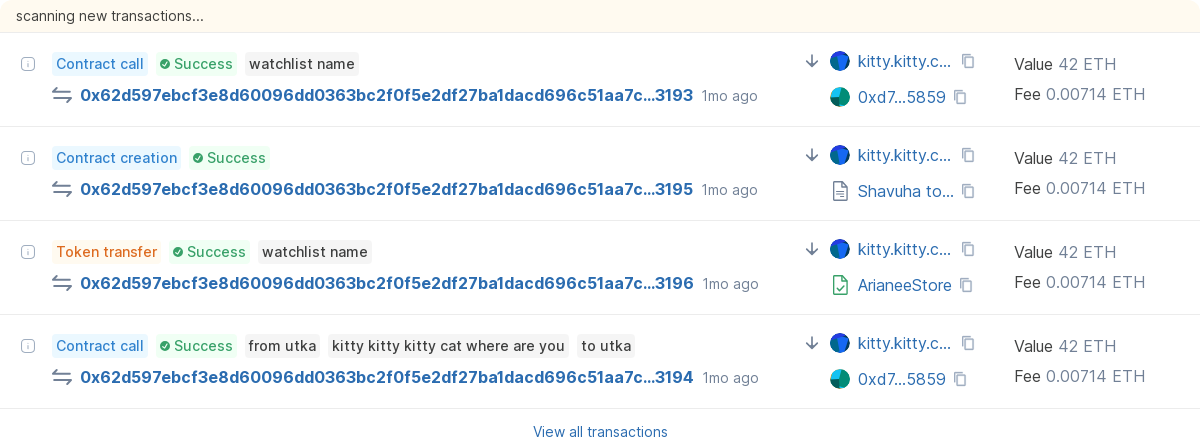 scanning new transactions...
Contract call Success watchlist name
0x62d597ebcf3e8d60096dd0363bc2f0f5e2df27ba1dacd696c51aa7c...3193 1mo ago
kitty.kitty.c...
0xd7...5859
Value 42 ETH
Fee 0.00714 ETH
Contract creation Success
0x62d597ebcf3e8d60096dd0363bc2f0f5e2df27ba1dacd696c51aa7c...3195 1mo ago
kitty.kitty.c...
Shavuha to...
Value 42 ETH
Fee 0.00714 ETH
Token transfer Success watchlist name
0x62d597ebcf3e8d60096dd0363bc2f0f5e2df27ba1dacd696c51aa7c...3196 1mo ago
kitty.kitty.c...
ArianeeStore
Value 42 ETH
Fee 0.00714 ETH
Contract call Success from utka kitty kitty kitty cat where are you to utka
0x62d597ebcf3e8d60096dd0363bc2f0f5e2df27ba1dacd696c51aa7c...3194 1mo ago
kitty.kitty.c...
0xd7...5859
Value 42 ETH
Fee 0.00714 ETH
View all transactions